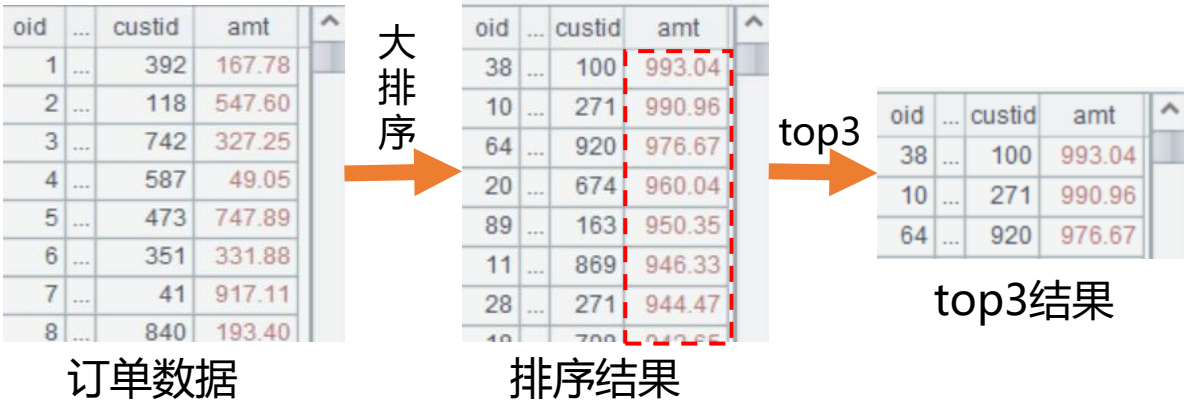 oid ... custid amt
1 ... 392 167.78
2 ... 118 547.60
3 ... 742 327.25
4 ... 587 49.05
5 ... 473 747.89
6 ... 351 331.88
7 ... 41 917.11
8 ... 840 193.40
订单数据
大
排
序
oid ... custid amt
38 ... 100 993.04
10 ... 271 990.96
64 ... 920 976.67
20 ... 674 960.04
89 ... 163 950.35
11 ... 869 946.33
28 ... 271 944.47
排序结果
top3
oid ... custid amt
38 ... 100 993.04
10 ... 271 990.96
64 ... 920 976.67
top3结果